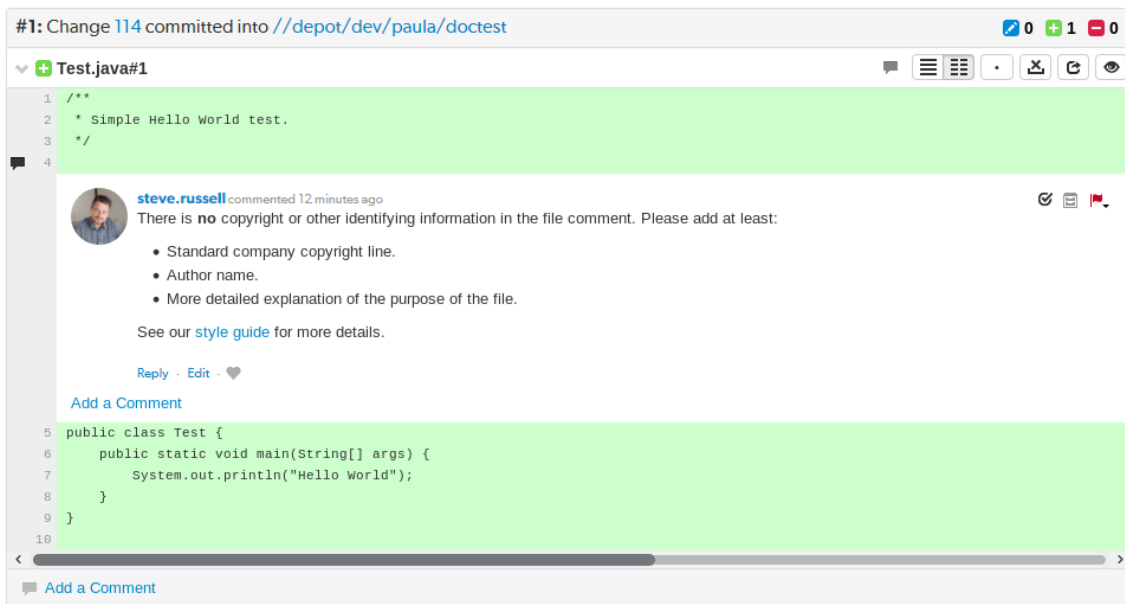 #1: Change 114 committed into //depot/dev/paula/doctest 0 1 0
Test.java#1
1 /**
2  * Simple Hello World test.
3  */
4
steve.russell commented 12 minutes ago
There is no copyright or other identifying information in the file comment. Please add at least:
• Standard company copyright line.
• Author name.
• More detailed explanation of the purpose of the file.
See our style guide for more details.
Reply · Edit ·
Add a Comment
5 public class Test {
6     public static void main(String[] args) {
7         System.out.println("Hello World");
8     }
9 }
10
Add a Comment